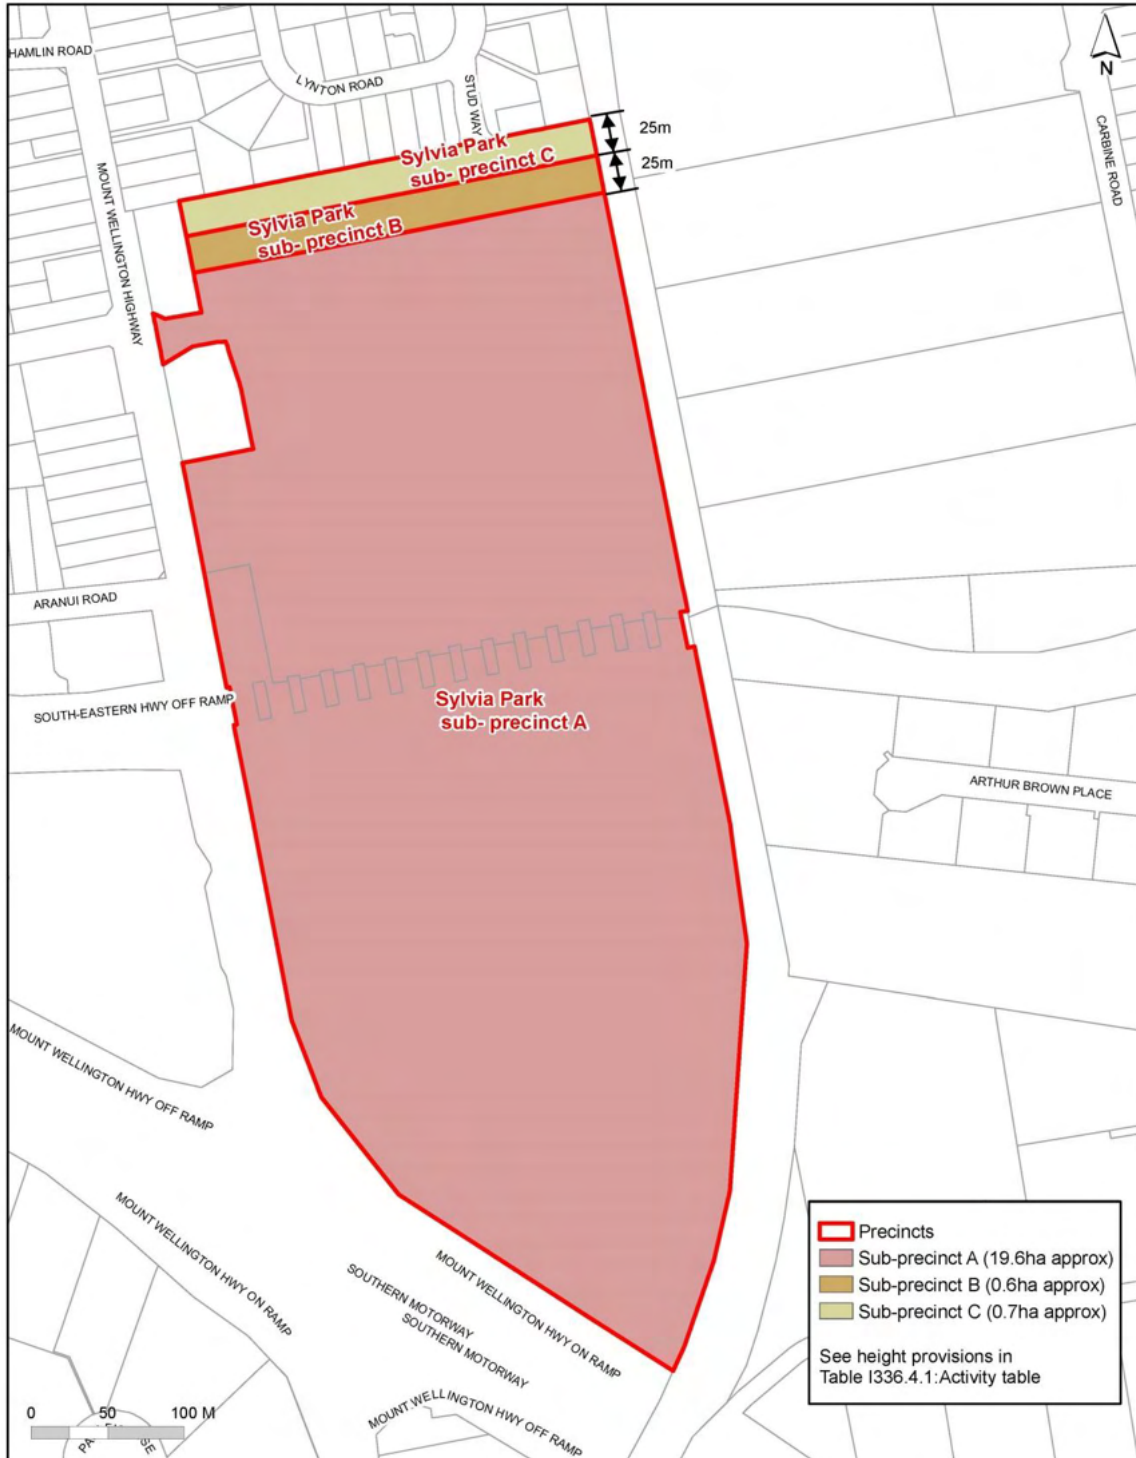 HAMLIN ROAD
LYNTON ROAD
STUD WAY
N
CARBINE ROAD
25m
25m
Sylvia Park
sub- precinct C
Sylvia Park
sub- precinct B
MOUNT WELLINGTON HIGHWAY
ARANUI ROAD
SOUTH-EASTERN HWY OFF RAMP
Sylvia Park
sub- precinct A
ARTHUR BROWN PLACE
MOUNT WELLINGTON HWY OFF RAMP
MOUNT WELLINGTON HWY ON RAMP
SOUTHERN MOTORWAY
SOUTHERN MOTORWAY
MOUNT WELLINGTON HWY ON RAMP
MOUNT WELLINGTON HWY OFF RAMP
Precincts
Sub-precinct A (19.6ha approx)
Sub-precinct B (0.6ha approx)
Sub-precinct C (0.7ha approx)
See height provisions in
Table I336.4.1:Activity table
0 50 100 M